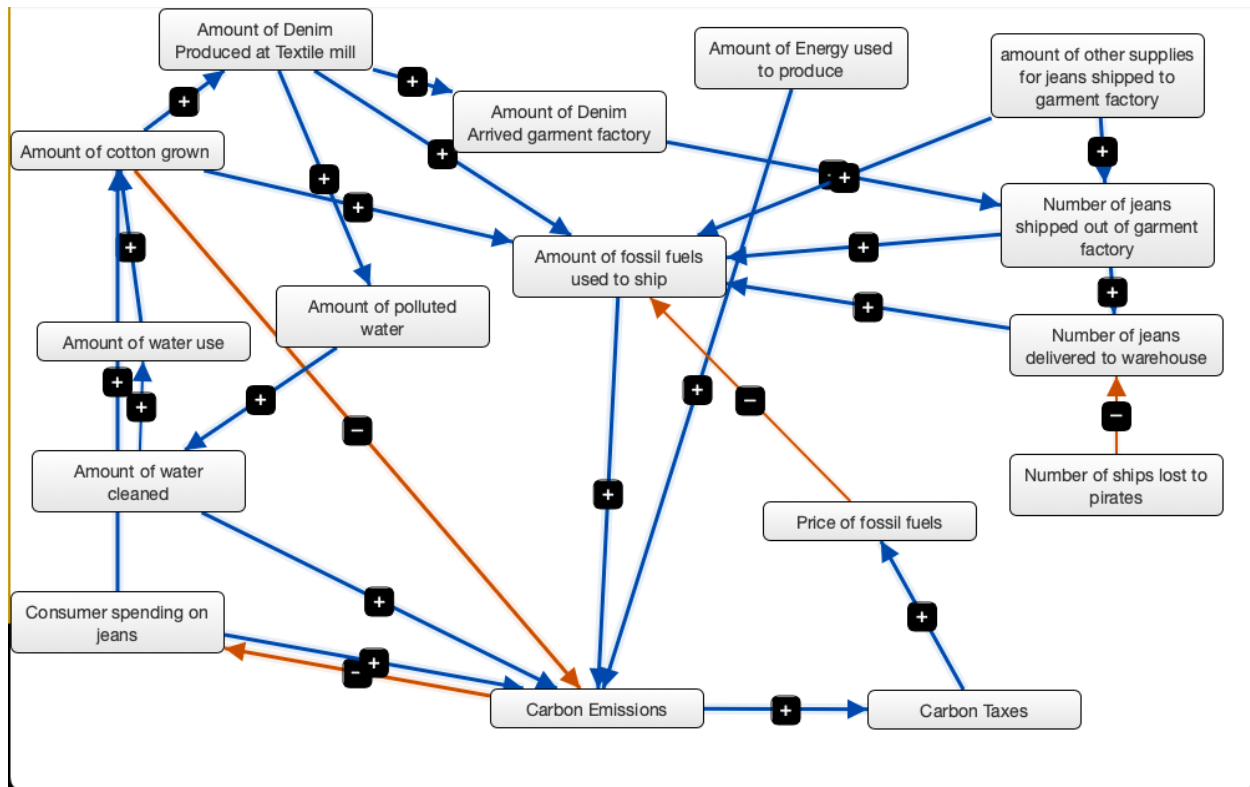 Amount of Denim
Produced at Textile mill
Amount of Energy used
to produce
amount of other supplies
for jeans shipped to
garment factory
+
+
Amount of Denim
Arrived garment factory
Amount of cotton grown
+
+
+
+
+
+
Number of jeans
shipped out of garment
factory
+
+
Amount of fossil fuels
used to ship
+
Amount of polluted
water
+
Amount of water use
Number of jeans
delivered to warehouse
+
+
+
+
−
−
−
Amount of water
cleaned
Number of ships lost to
pirates
+
Price of fossil fuels
+
+
Consumer spending on
jeans
+
−
Carbon Emissions
+
Carbon Taxes